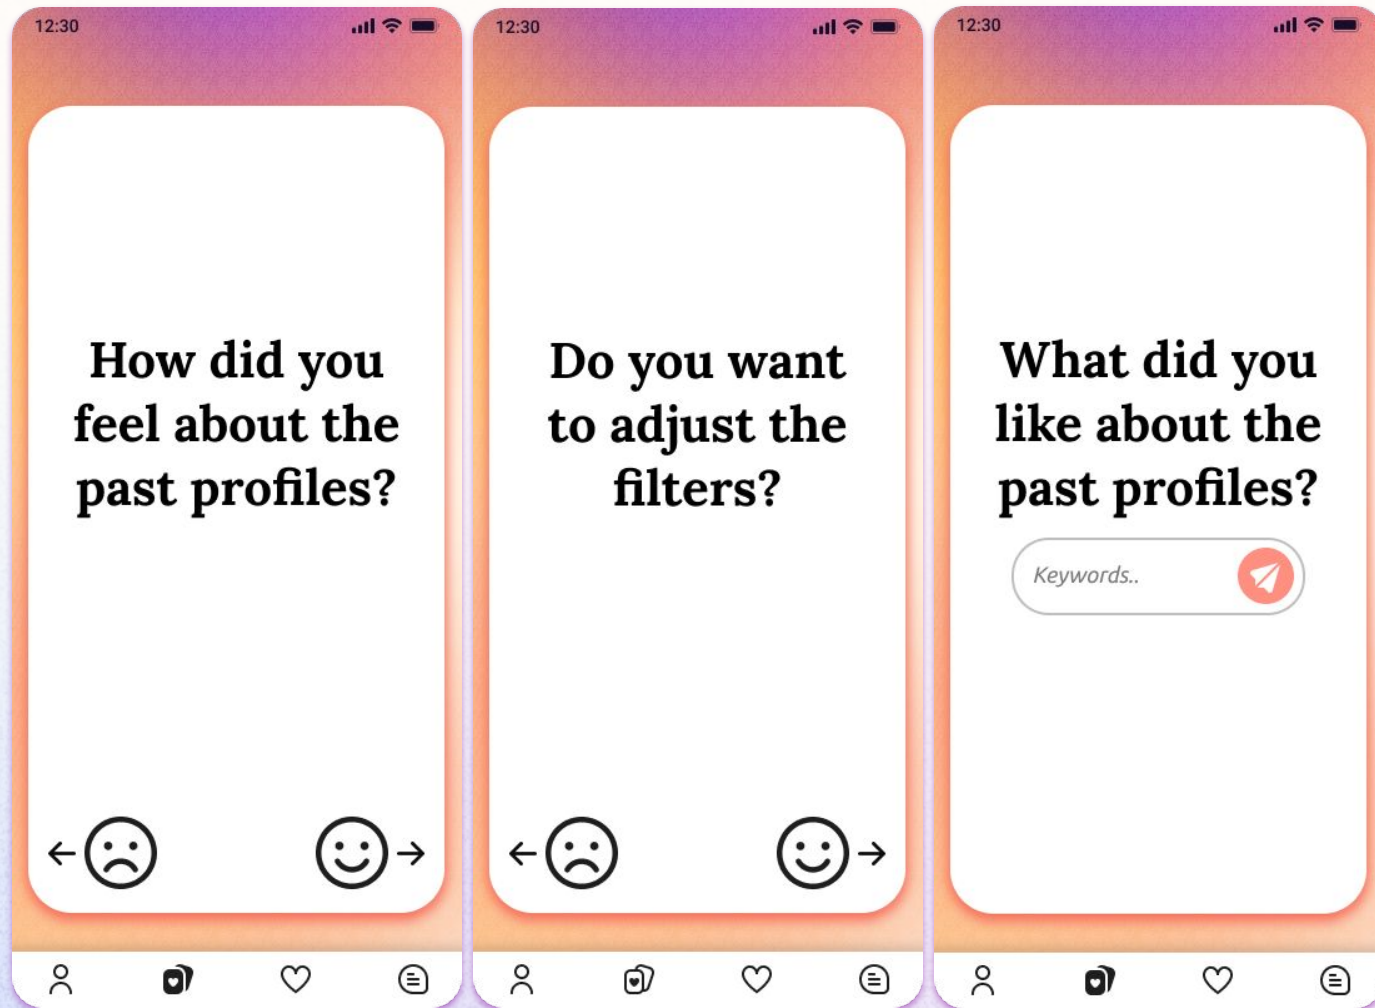 12:30
How did you
feel about the
past profiles?
12:30
Do you want
to adjust the
filters?
12:30
What did you
like about the
past profiles?
Keywords..